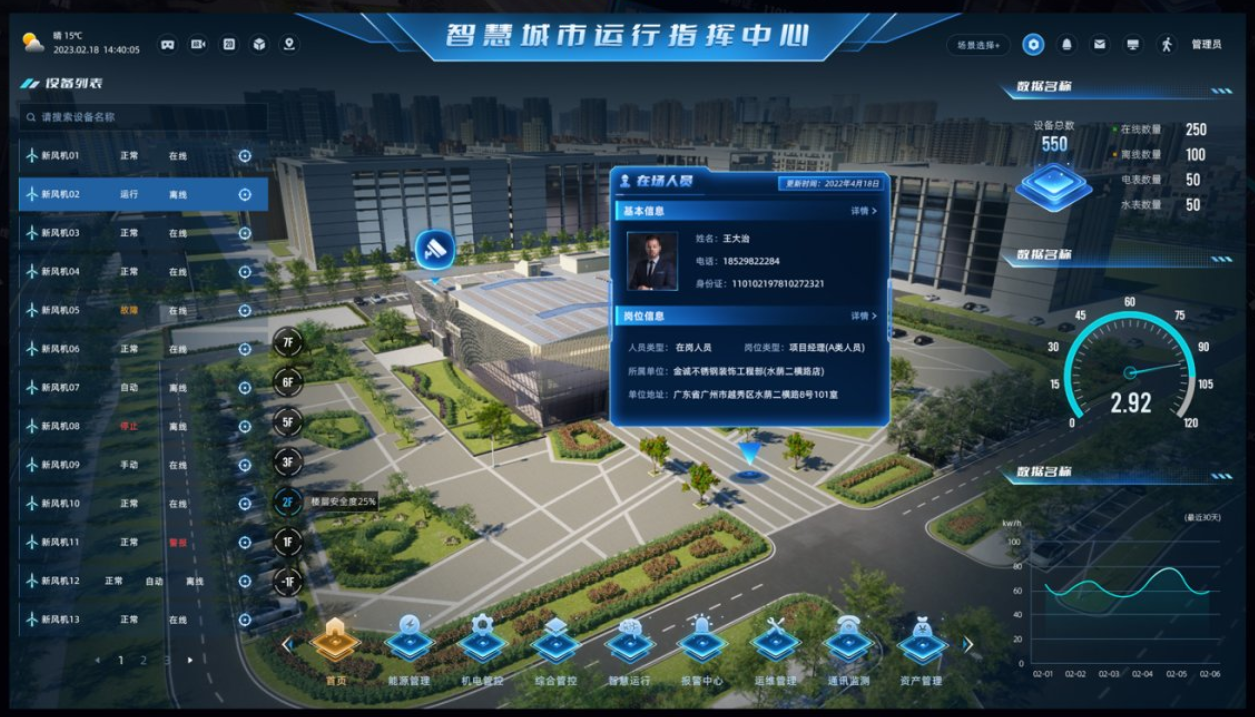 晴 15℃
2023.02.18 14:40:05
2D
智慧城市运行指挥中心
场景选择+
管理员
设备列表
请搜索设备名称
新风机01 正常 在线
新风机02 运行 离线
新风机03 正常 在线
新风机04 正常 在线
新风机05 故障 在线
新风机06 正常 在线
新风机07 自动 离线
新风机08 停止 离线
新风机09 手动 在线
新风机10 正常 在线
新风机11 正常 警报
新风机12 正常 自动 离线
新风机13 正常 在线
1 2 3
7F
6F
5F
3F
2F 楼层安全度25%
1F
-1F
在场人员
更新时间：2022年4月18日
基本信息 详情
姓名：王大治
电话：18529822284
身份证：110102197810272321
岗位信息 详情
人员类型：在岗人员 岗位类型：项目经理(A类人员)
所属单位：金诚不锈钢装饰工程部(水荫二横路店)
单位地址：广东省广州市越秀区水荫二横路8号101室
数据名称
设备总数
550
在线数量 250
离线数量 100
电表数量 50
水表数量 50
数据名称
0 15 30 45 60 75 90 105 120
2.92
数据名称
(最近30天)
kw/h
100
80
60
40
20
0
02-01 02-02 02-03 02-04 02-05 02-06
首页 能源管理 机电管控 综合管控 智慧运行 报警中心 运维管理 通讯监测 资产管理